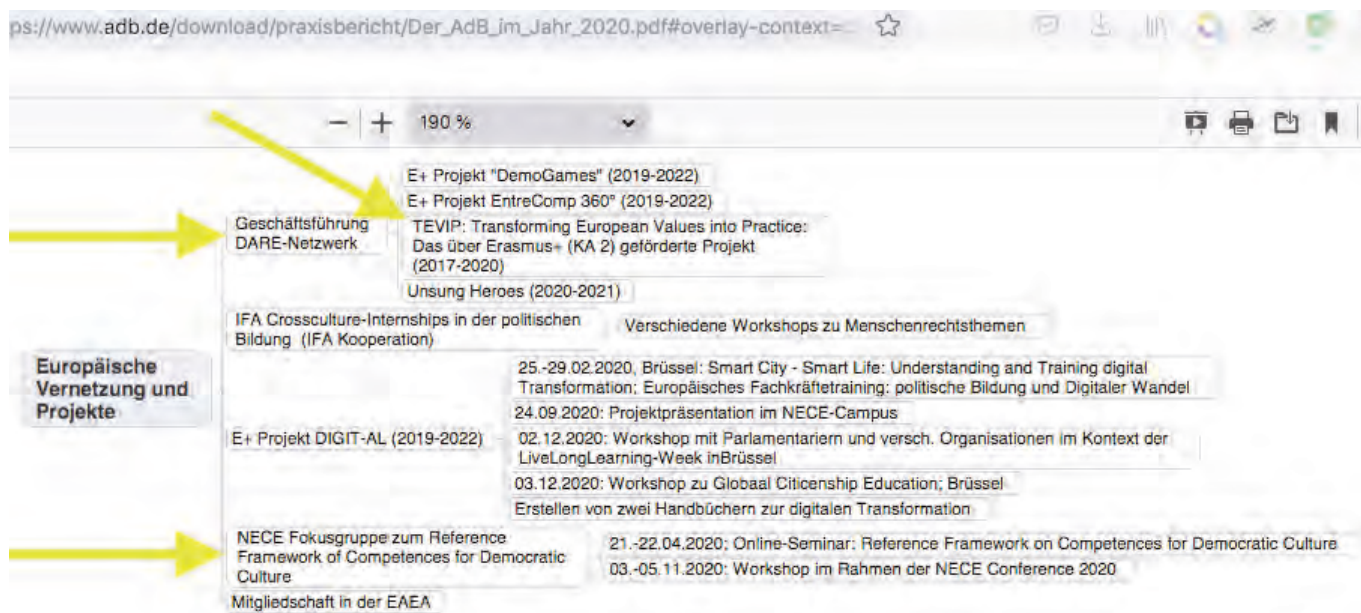 ps://www.adb.de/download/praxisbericht/Der_AdB_im_Jahr_2020.pdf#overlay-context=
190 %
E+ Projekt "DemoGames" (2019-2022)
E+ Projekt EntreComp 360° (2019-2022)
Geschäftsführung
DARE-Netzwerk
TEVIP: Transforming European Values into Practice:
Das über Erasmus+ (KA 2) geförderte Projekt
(2017-2020)
Unsung Heroes (2020-2021)
IFA Crossculture-Internships in der politischen
Bildung (IFA Kooperation)
Verschiedene Workshops zu Menschenrechtsthemen
Europäische
Vernetzung und
Projekte
25.-29.02.2020, Brüssel: Smart City - Smart Life: Understanding and Training digital
Transformation; Europäisches Fachkräftetraining: politische Bildung und Digitaler Wandel
24.09.2020: Projektpräsentation im NECE-Campus
E+ Projekt DIGIT-AL (2019-2022)
02.12.2020: Workshop mit Parlamentariern und versch. Organisationen im Kontext der
LiveLongLearning-Week inBrüssel
03.12.2020: Workshop zu Globaal Citicenship Education; Brüssel
Erstellen von zwei Handbüchern zur digitalen Transformation
NECE Fokusgruppe zum Reference
Framework of Competences for Democratic
Culture
21.-22.04.2020; Online-Seminar: Reference Framework on Competences for Democratic Culture
03.-05.11.2020: Workshop im Rahmen der NECE Conference 2020
Mitgliedschaft in der EAEA